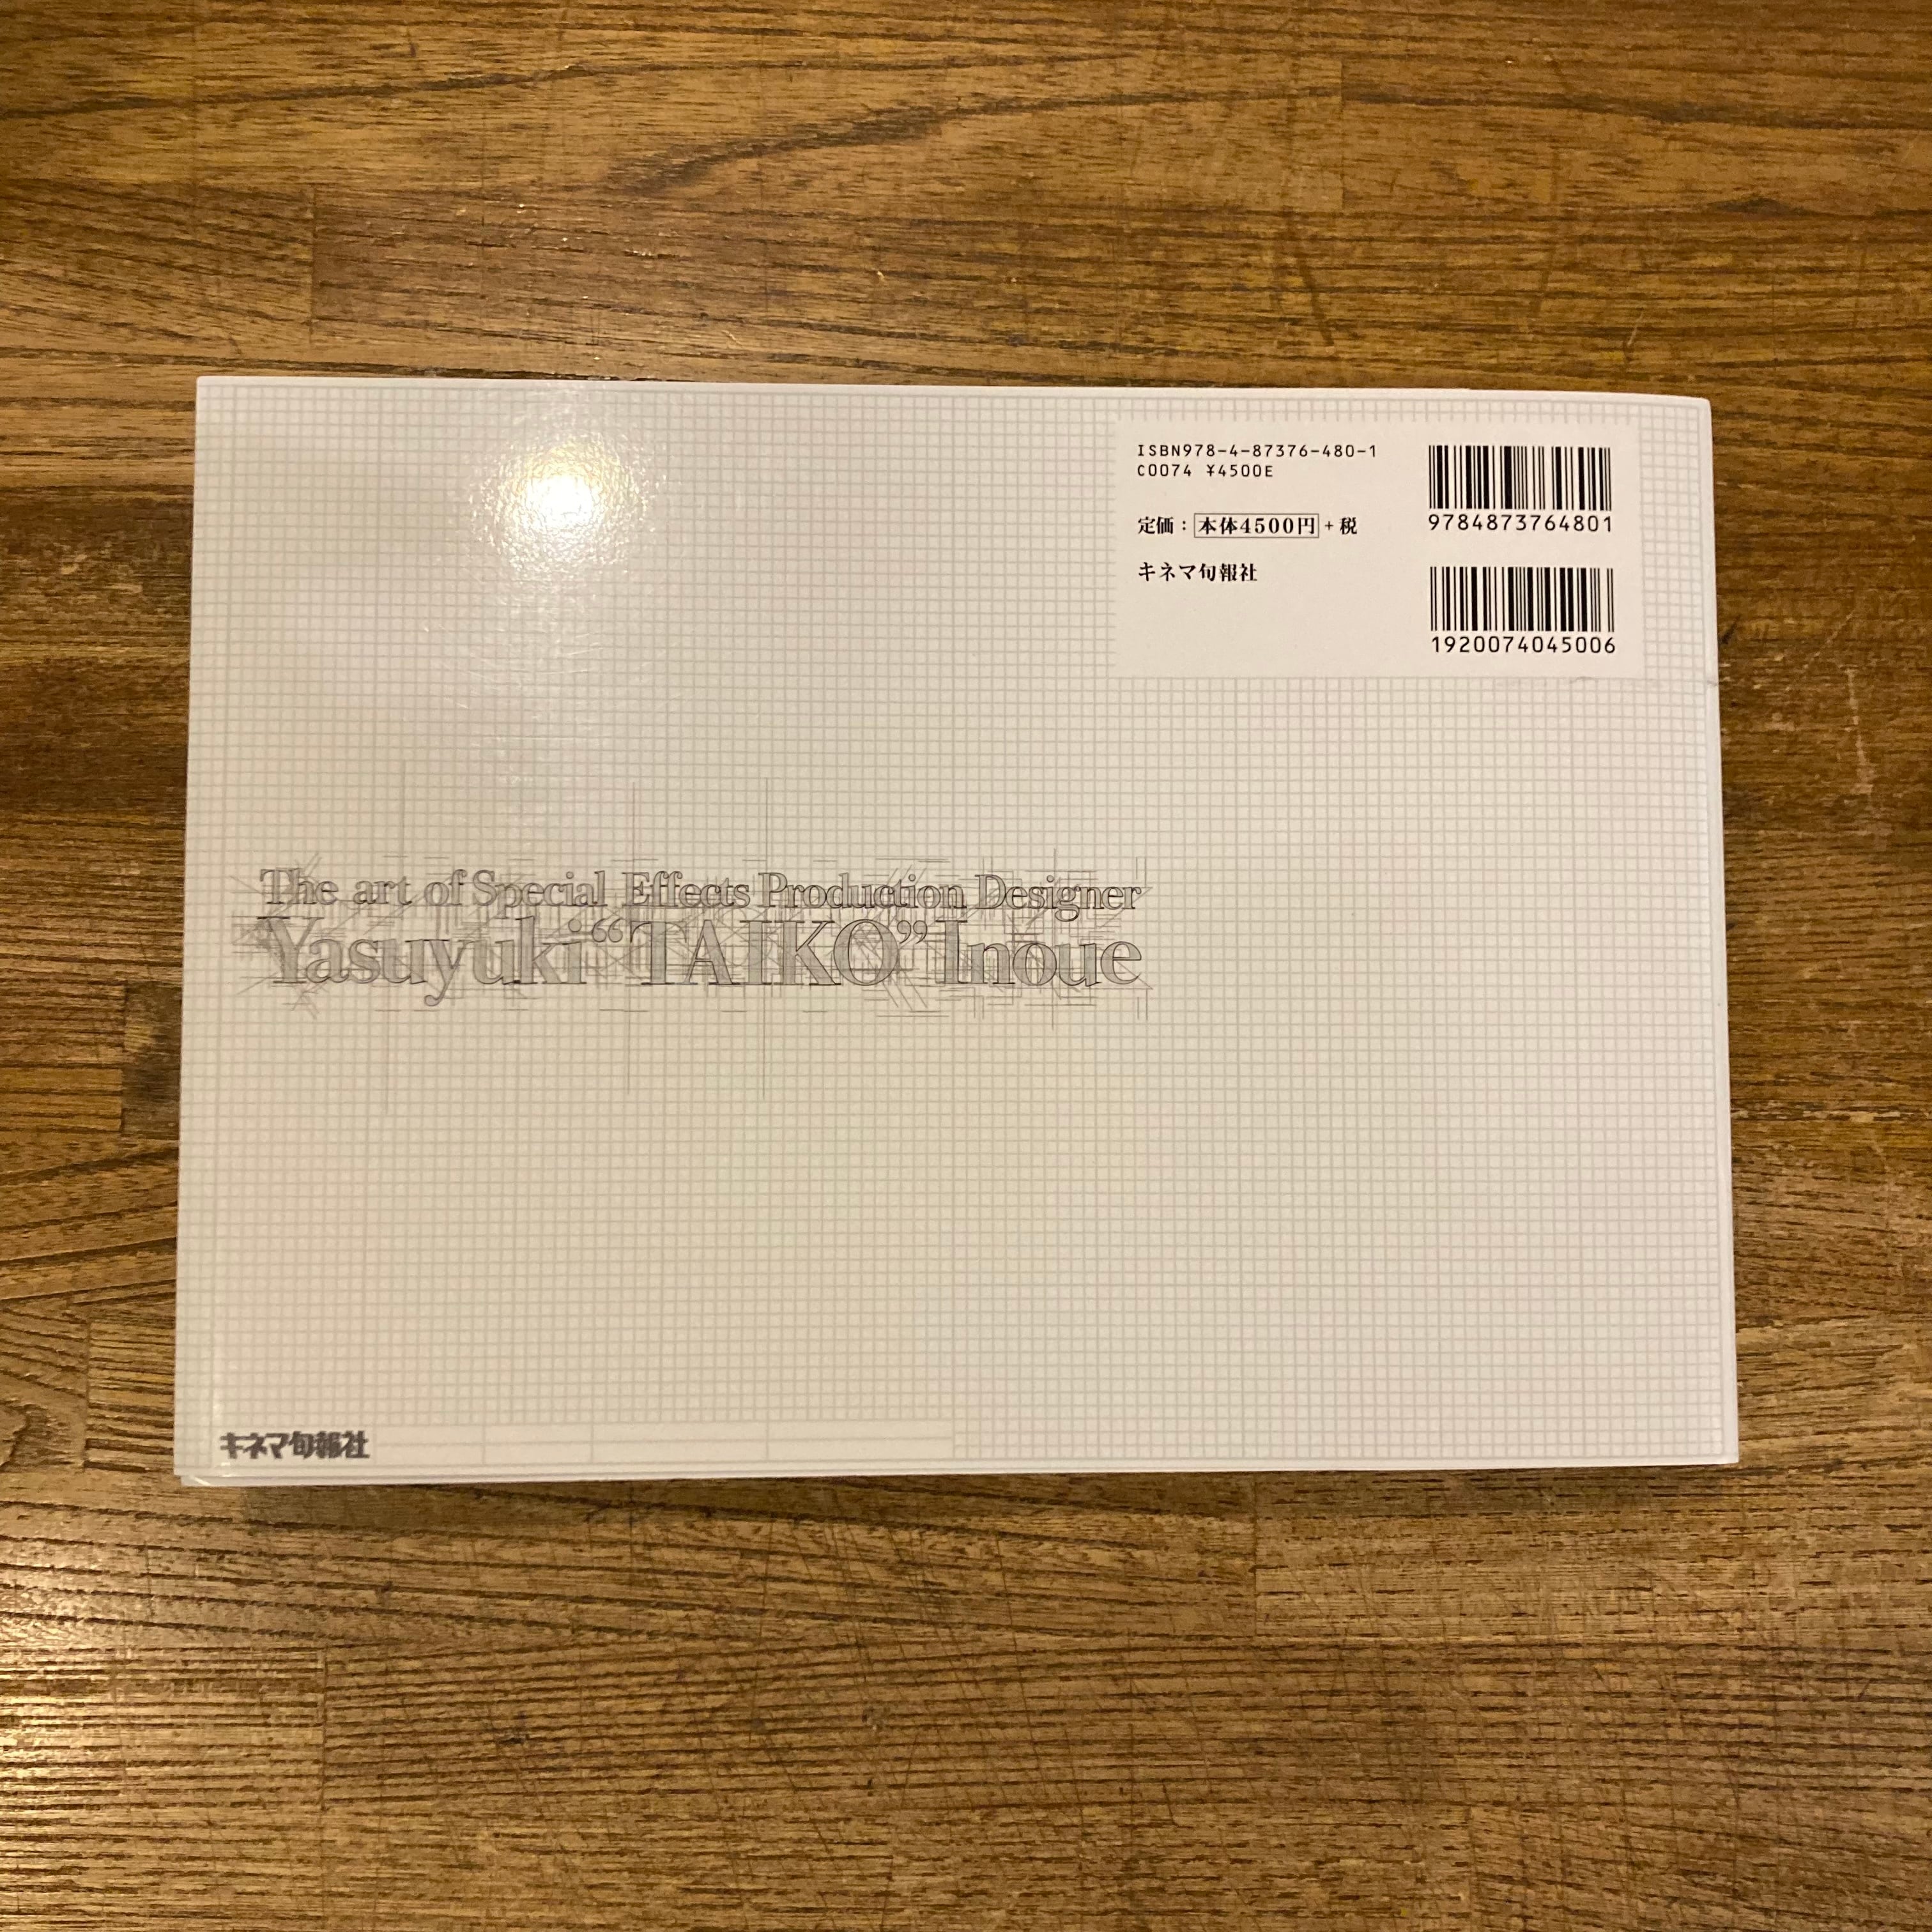 ISBN978-4-87376-480-1
C0074 ¥4500E
定価：本体4500円+税
キネマ旬報社
9784873764801
1920074045006
The art of Special Effects Production Designer
Yasuyuki “TAIKO” Inoue
キネマ旬報社